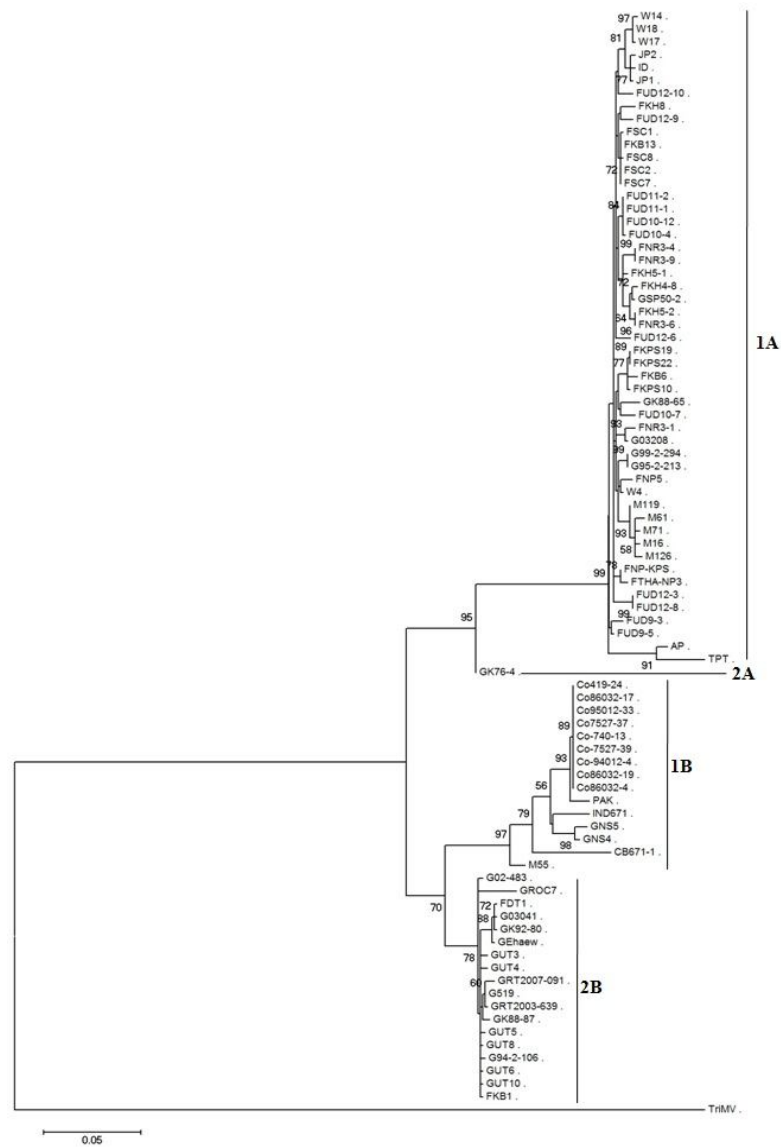 97
W14 .
W18 .
81
W17 .
JP2 .
ID .
77
JP1 .
FUD12-10 .
FKH8 .
FUD12-9 .
FSC1 .
FKB13 .
FSC8 .
72
FSC2 .
FSC7 .
FUD11-2 .
84
FUD11-1 .
FUD10-12 .
FUD10-4 .
99
FNR3-4 .
FNR3-9 .
FKH5-1 .
72
FKH4-8 .
GSP50-2 .
FKH5-2 .
64
FNR3-6 .
96
FUD12-6 .
89
1A
FKPS19 .
77
FKPS22 .
FKB6 .
FKPS10 .
GK88-65 .
FUD10-7 .
93
FNR3-1 .
G03208 .
99
G99-2-294 .
G95-2-213 .
FNP5 .
W4 .
M119 .
M61 .
93
M71 .
M16 .
58
M126 .
78
FNP-KPS .
99
FTHA-NP3 .
FUD12-3 .
FUD12-8 .
99
FUD9-3 .
95
FUD9-5 .
AP .
91
TPT .
GK76-4 .
2A
Co419-24 .
Co86032-17 .
Co95012-33 .
89
Co7527-37 .
Co-740-13 .
Co-7527-39 .
93
Co-94012-4 .
1B
Co86032-19 .
56
Co86032-4 .
PAK .
79
IND671 .
GNS5 .
97
98
GNS4 .
CB671-1 .
M55 .
70
G02-483 .
GROC7 .
72
FDT1 .
88
G03041 .
GK92-80 .
GEhaew .
78
GUT3 .
GUT4 .
60
GRT2007-091 .
2B
G519 .
GRT2003-639 .
GK88-87 .
GUT5 .
GUT8 .
G94-2-106 .
GUT6 .
GUT10 .
FKB1 .
TriMV .
0.05